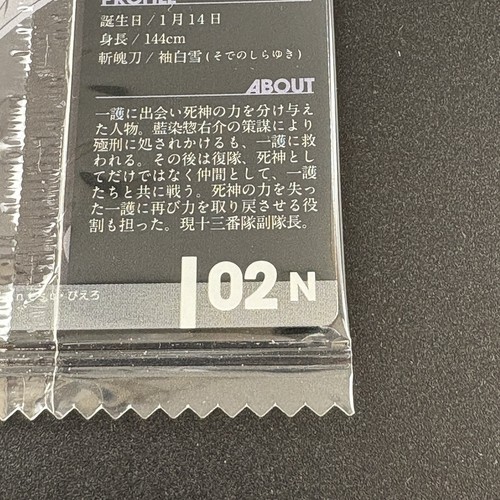 PROFILE
誕生日/1月14日
身長/144cm
斬魄刀/袖白雪(そでのしらゆき)
ABOUT
一護に出会い死神の力を分け与え
た人物。藍染惣右介の策謀により
殛刑に処されかけるも、一護に救
われる。その後は復隊、死神とし
てだけではなく仲間として、一護
たちと共に戦う。死神の力を失っ
た一護に再び力を取り戻させる役
割も担った。現十三番隊副隊長。
ぴえろ
02 N